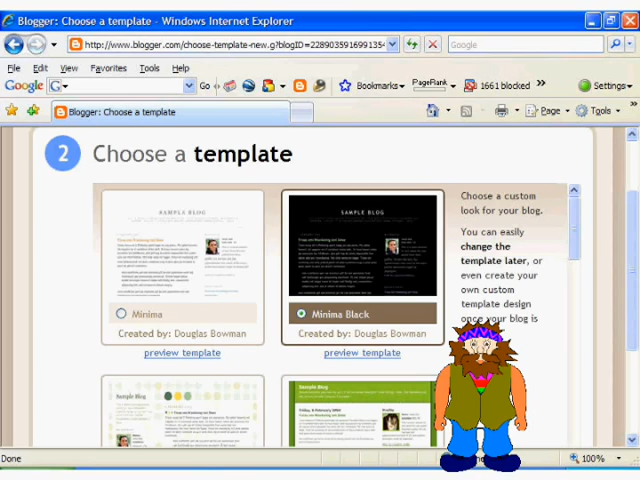 Blogger: Choose a template - Windows Internet Explorer
http://www.blogger.com/choose-template-new.g?blogID=2289035916991354
Google
File Edit View Favorites Tools Help
Google G Go Bookmarks PageRank 1661 blocked Settings
Blogger: Choose a template Page Tools
2 Choose a template
SAMPLE BLOG
SAMPLE BLOG
Minima
Minima Black
Created by: Douglas Bowman
Created by: Douglas Bowman
preview template
preview template
Choose a custom
look for your blog.
You can easily
change the
template later, or
even create your
own custom
template design
once your blog is
Sample Blog
Sample Blog
Done
100%